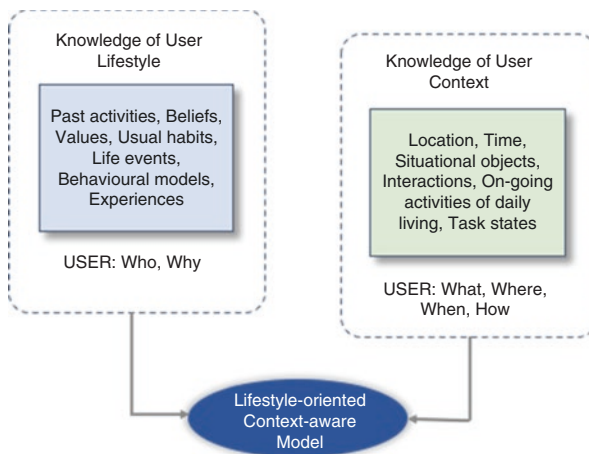 Knowledge of User
Lifestyle
Past activities, Beliefs,
Values, Usual habits,
Life events,
Behavioural models,
Experiences
USER: Who, Why
Knowledge of User
Context
Location, Time,
Situational objects,
Interactions, On-going
activities of daily
living, Task states
USER: What, Where,
When, How
Lifestyle-oriented
Context-aware
Model